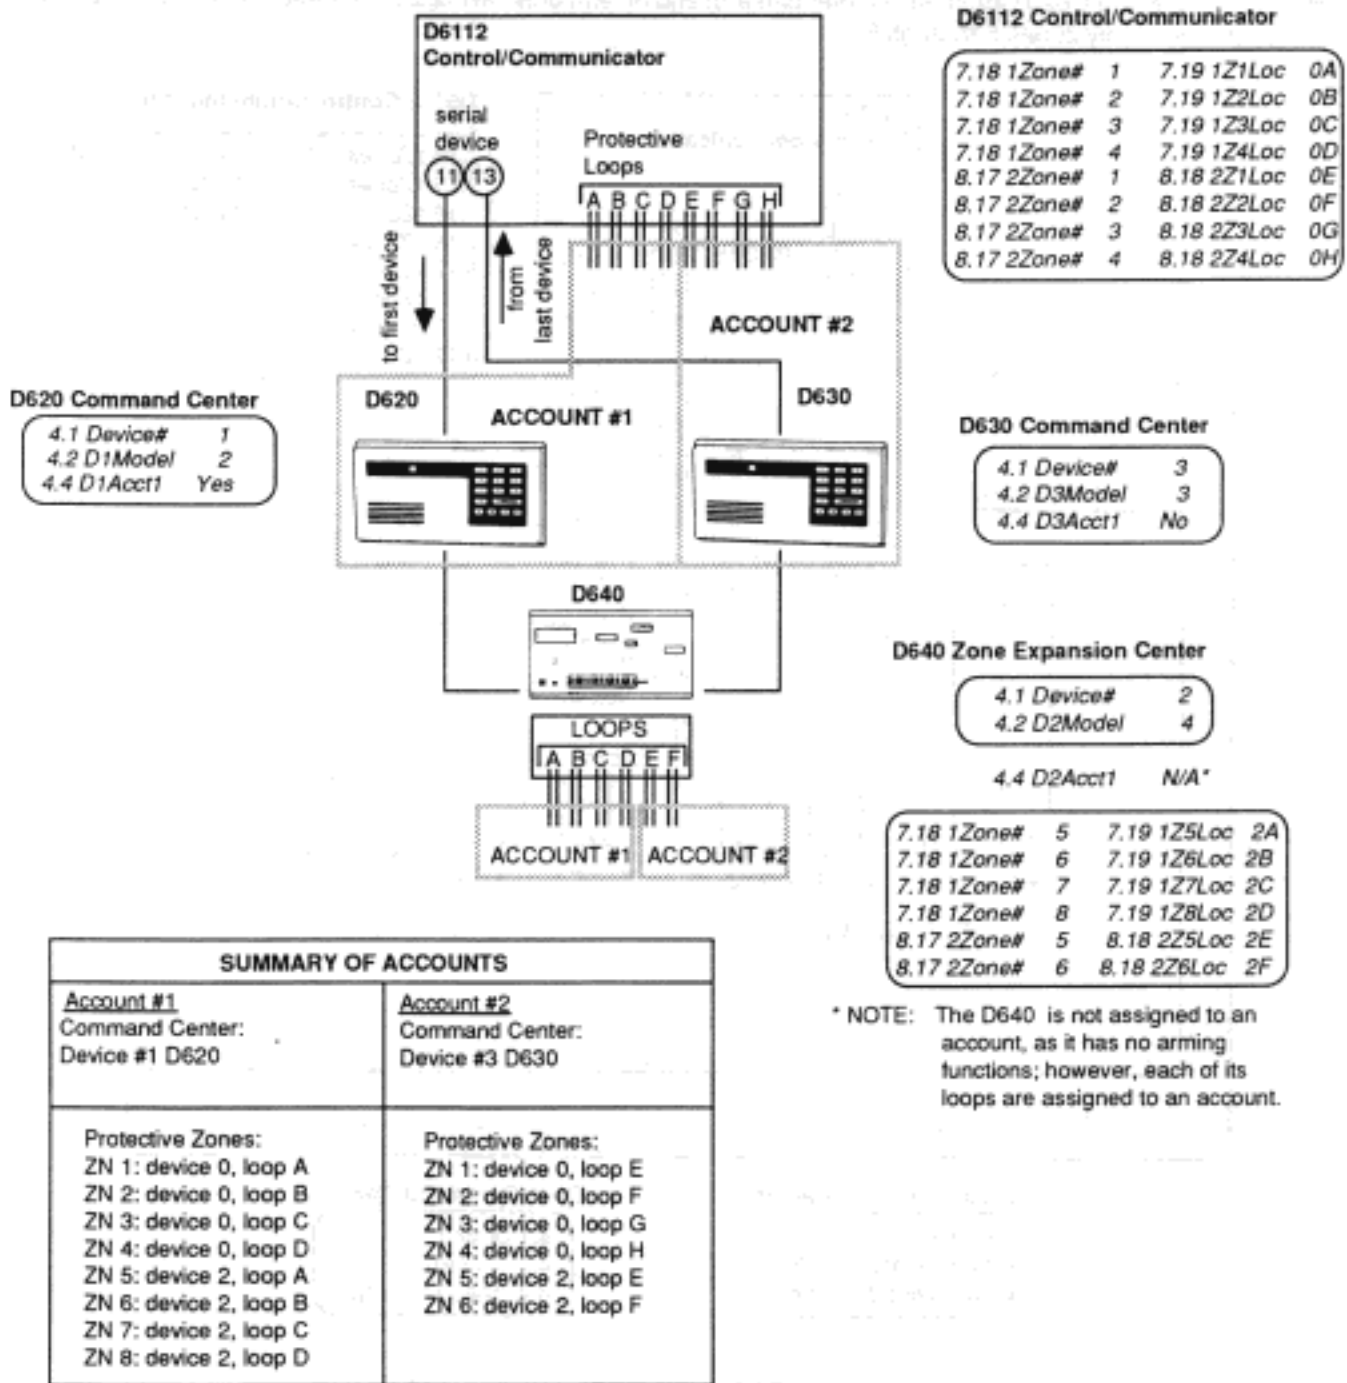 D6112
Control/Communicator
serial
device
11 13
Protective
Loops
A B C D E F G H
to first device
from
last device
ACCOUNT #2
D620
ACCOUNT #1
D630
D640
LOOPS
A B C D E F
ACCOUNT #1 ACCOUNT #2
D620 Command Center
4.1 Device# 1
4.2 D1Model 2
4.4 D1Acct1 Yes
D6112 Control/Communicator
7.18 1Zone# 1 7.19 1Z1Loc 0A
7.18 1Zone# 2 7.19 1Z2Loc 0B
7.18 1Zone# 3 7.19 1Z3Loc 0C
7.18 1Zone# 4 7.19 1Z4Loc 0D
8.17 2Zone# 1 8.18 2Z1Loc 0E
8.17 2Zone# 2 8.18 2Z2Loc 0F
8.17 2Zone# 3 8.18 2Z3Loc 0G
8.17 2Zone# 4 8.18 2Z4Loc 0H
D630 Command Center
4.1 Device# 3
4.2 D3Model 3
4.4 D3Acct1 No
D640 Zone Expansion Center
4.1 Device# 2
4.2 D2Model 4
4.4 D2Acct1 N/A*
7.18 1Zone# 5 7.19 1Z5Loc 2A
7.18 1Zone# 6 7.19 1Z6Loc 2B
7.18 1Zone# 7 7.19 1Z7Loc 2C
7.18 1Zone# 8 7.19 1Z8Loc 2D
8.17 2Zone# 5 8.18 2Z5Loc 2E
8.17 2Zone# 6 8.18 2Z6Loc 2F
* NOTE: The D640 is not assigned to an
account, as it has no arming
functions; however, each of its
loops are assigned to an account.
SUMMARY OF ACCOUNTS
Account #1
Command Center:
Device #1 D620
Account #2
Command Center:
Device #3 D630
Protective Zones:
ZN 1: device 0, loop A
ZN 2: device 0, loop B
ZN 3: device 0, loop C
ZN 4: device 0, loop D
ZN 5: device 2, loop A
ZN 6: device 2, loop B
ZN 7: device 2, loop C
ZN 8: device 2, loop D
Protective Zones:
ZN 1: device 0, loop E
ZN 2: device 0, loop F
ZN 3: device 0, loop G
ZN 4: device 0, loop H
ZN 5: device 2, loop E
ZN 6: device 2, loop F